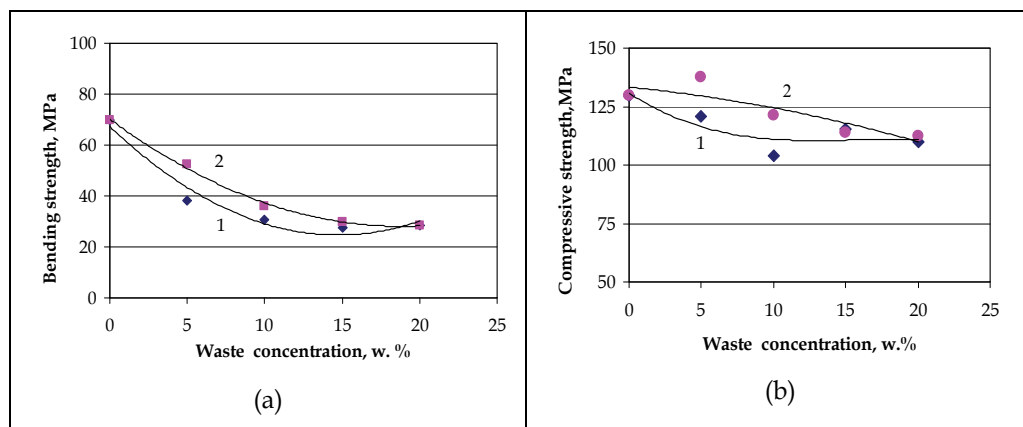 Bending strength, MPa
100
80
60
40
20
0
2
1
0 5 10 15 20 25
Waste concentration, w. %
(a)
Compressive strength,MPa
150
125
100
75
50
2
1
0 5 10 15 20 25
Waste concentration, w.%
(b)